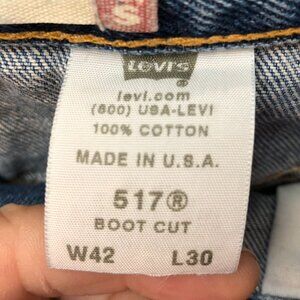 S
LEVI'S
levi.com
(800) USA-LEVI
100% COTTON
MADE IN U.S.A.
517®
BOOT CUT
W42 L30